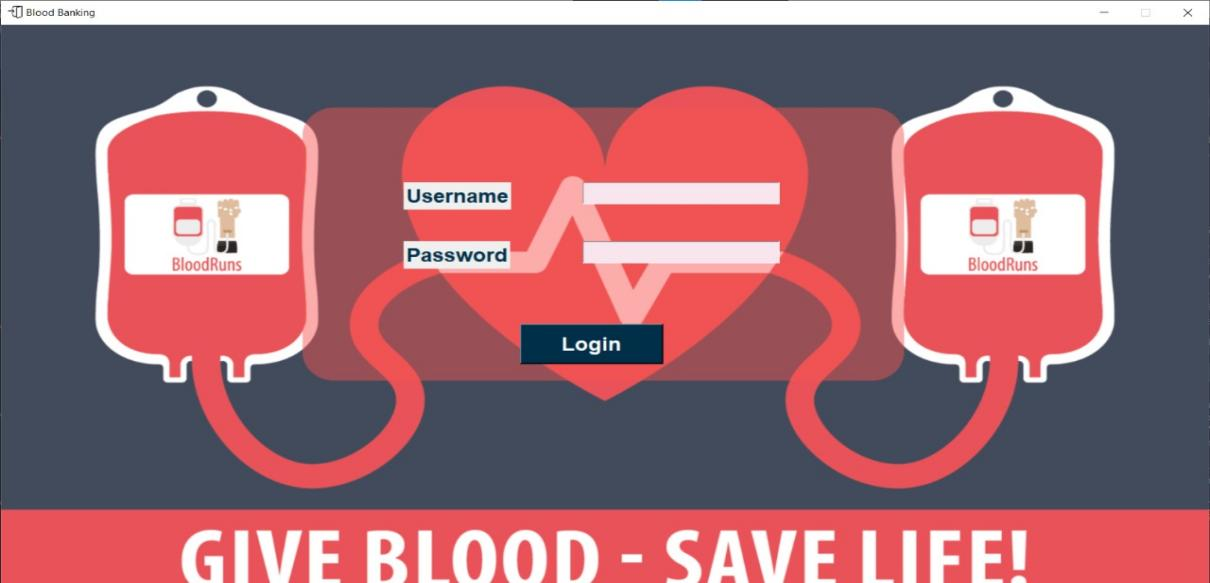 Blood Banking
Username
Password
BloodRuns
BloodRuns
Login
GIVE BLOOD - SAVE LIFE!